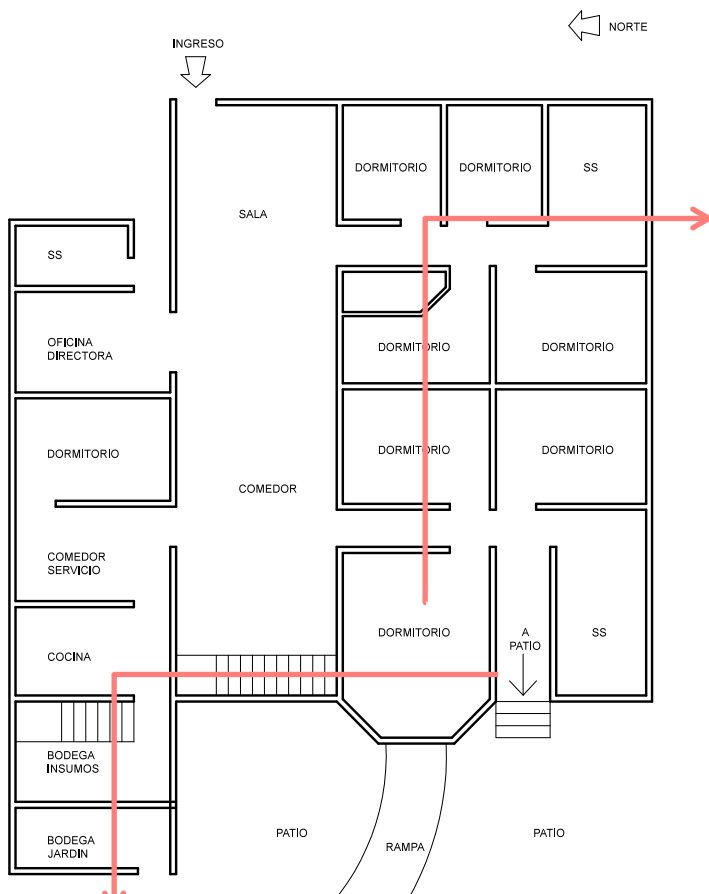 NORTE
INGRESO
DORMITORIO
DORMITORIO
SS
SALA
SS
OFICINA
DIRECTORA
DORMITORIO
DORMITORIO
DORMITORIO
DORMITORIO
DORMITORIO
COMEDOR
COMEDOR
SERVICIO
DORMITORIO
A
PATIO
SS
COCINA
BODEGA
INSUMOS
BODEGA
JARDIN
PATIO
RAMPA
PATIO